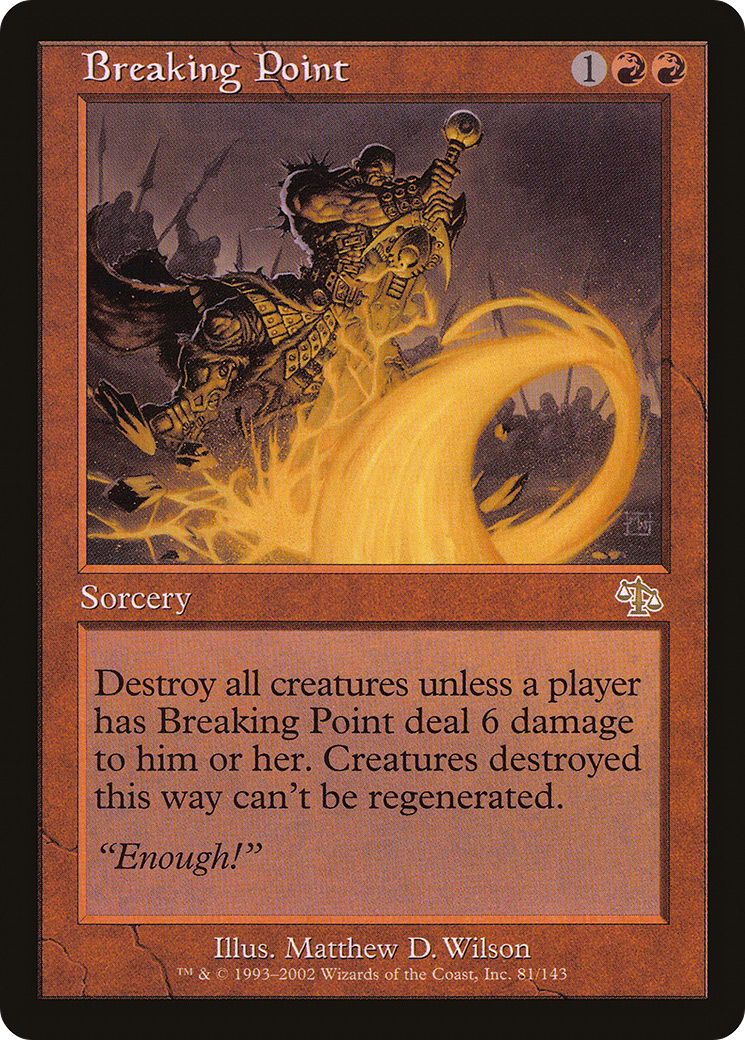 Breaking Point 1
Sorcery
Destroy all creatures unless a player
has Breaking Point deal 6 damage
to him or her. Creatures destroyed
this way can't be regenerated.
“Enough!”
Illus. Matthew D. Wilson
™ & © 1993–2002 Wizards of the Coast, Inc. 81/143